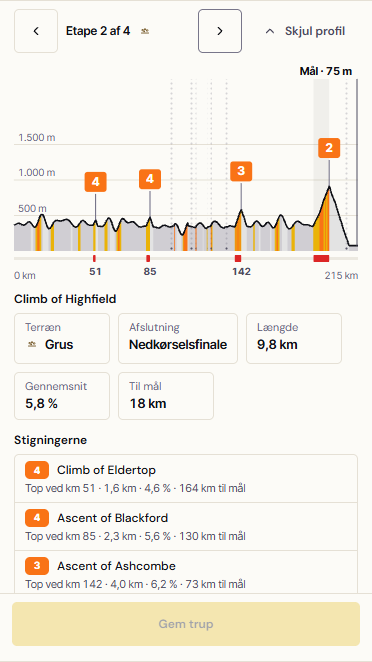 Etape 2 af 4
Skjul profil
Mål · 75 m
1.500 m
1.000 m
500 m
4
4
3
2
0 km
51
85
142
215 km
Climb of Highfield
Terræn
Grus
Afslutning
Nedkørselsfinale
Længde
9,8 km
Gennemsnit
5,8 %
Til mål
18 km
Stigningerne
4 Climb of Eldertop
Top ved km 51 · 1,6 km · 4,6 % · 164 km til mål
4 Ascent of Blackford
Top ved km 85 · 2,3 km · 5,6 % · 130 km til mål
3 Ascent of Ashcombe
Top ved km 142 · 4,0 km · 6,2 % · 73 km til mål
Gem trup